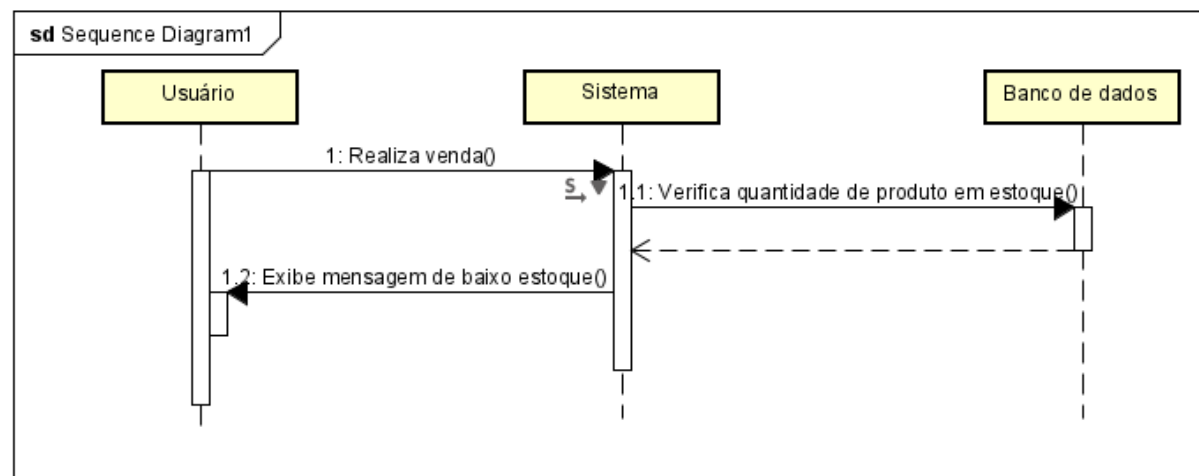 sd Sequence Diagram1
Usuário
Sistema
Banco de dados
1: Realiza venda()
S
1.1: Verifica quantidade de produto em estoque()
1.2: Exibe mensagem de baixo estoque()